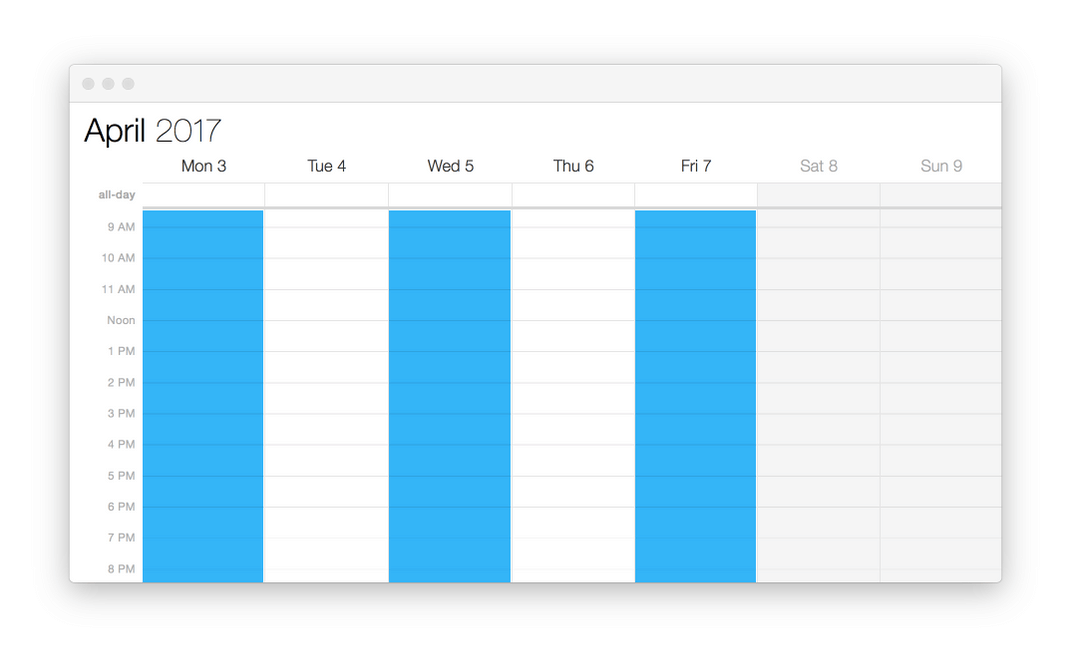 April 2017
Mon 3 Tue 4 Wed 5 Thu 6 Fri 7 Sat 8 Sun 9
all-day
9 AM
10 AM
11 AM
Noon
1 PM
2 PM
3 PM
4 PM
5 PM
6 PM
7 PM
8 PM